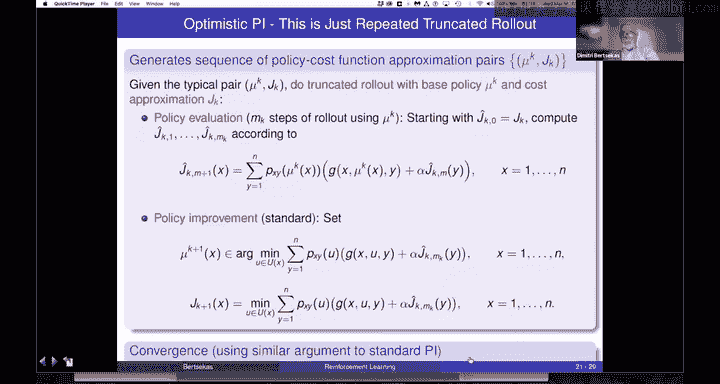 QuickTime Player File Edit View Window Help
Dimitri Bertsekas
Optimistic PI - This is Just Repeated Truncated Rollout
Generates sequence of policy-cost function approximation pairs {(μ^k, J_k)}
Given the typical pair (μ^k, J_k), do truncated rollout with base policy μ^k and cost
approximation J_k:
Policy evaluation (m_k steps of rollout using μ^k): Starting with Ĵ_{k,0} = J_k, compute
Ĵ_{k,1}, . . . , Ĵ_{k,m_k} according to
Ĵ_{k,m+1}(x) = ∑_{y=1}^{n} p_{xy}(μ^k(x))(g(x, μ^k(x), y) + αĴ_{k,m}(y)), x = 1, . . . , n
Policy improvement (standard): Set
μ^{k+1}(x) ∈ arg min_{u∈U(x)} ∑_{y=1}^{n} p_{xy}(u)(g(x, u, y) + αĴ_{k,m_k}(y)), x = 1, . . . , n,
J_{k+1}(x) = min_{u∈U(x)} ∑_{y=1}^{n} p_{xy}(u)(g(x, u, y) + αĴ_{k,m_k}(y)), x = 1, . . . , n.
Convergence (using similar argument to standard PI)
Bertsekas Reinforcement Learning 21 / 29